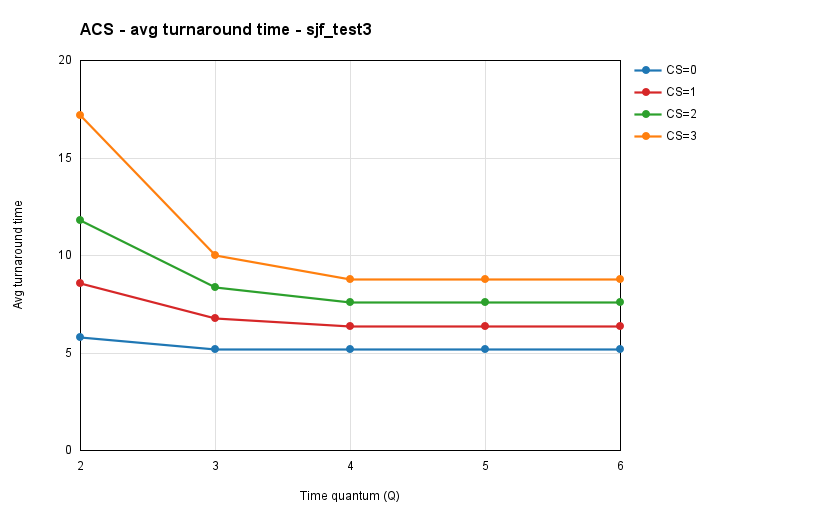 ACS - avg turnaround time - sjf_test3
20
15
10
5
0
Avg turnaround time
2 3 4 5 6
Time quantum (Q)
CS=0
CS=1
CS=2
CS=3